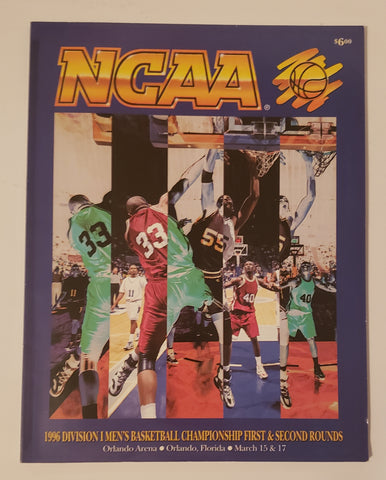 $6.00
NCAA®
33
33
55
11
11
40
40
1996 DIVISION I MEN'S BASKETBALL CHAMPIONSHIP FIRST & SECOND ROUNDS
Orlando Arena • Orlando, Florida • March 15 & 17